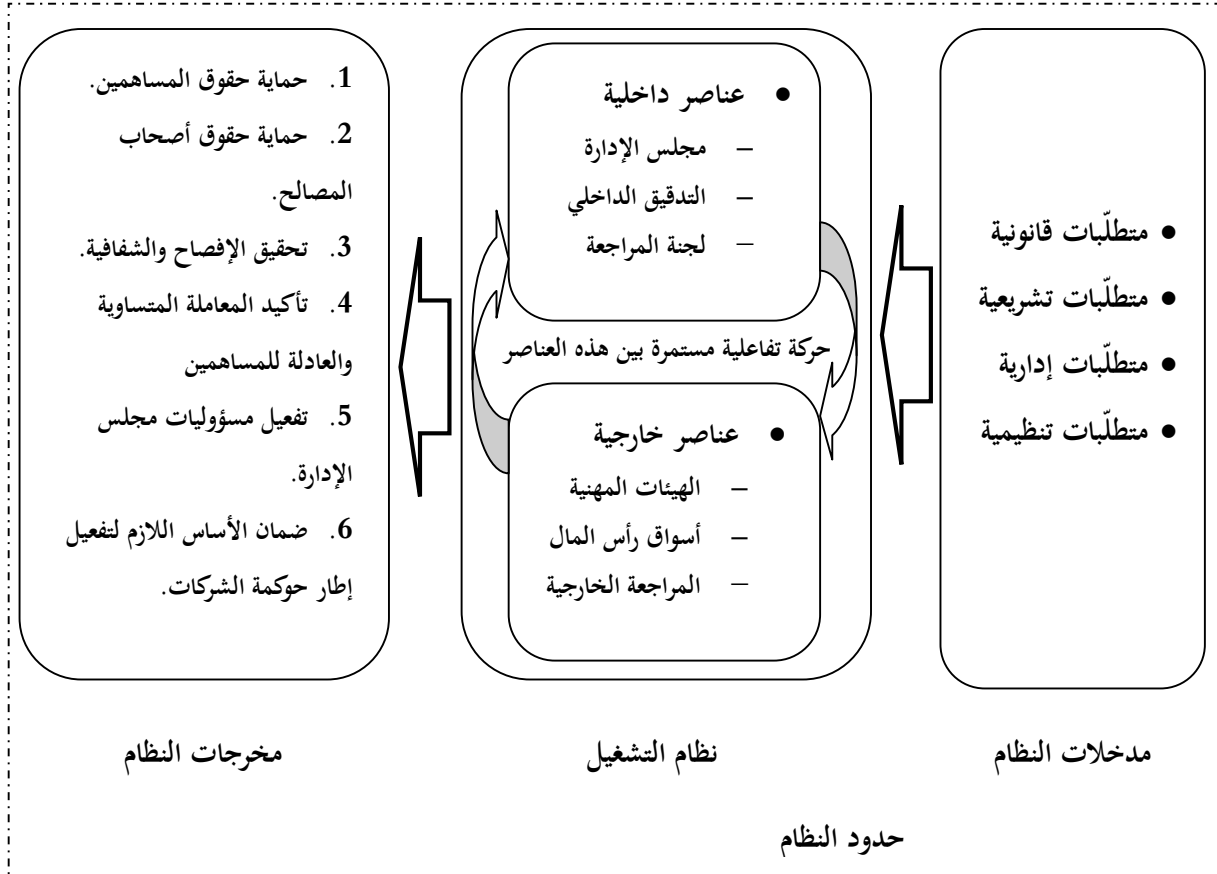 ● متطلّبات قانونية
● متطلّبات تشريعية
● متطلّبات إدارية
● متطلّبات تنظيمية
مدخلات النظام
● عناصر داخلية
– مجلس الإدارة
– التدقيق الداخلي
– لجنة المراجعة
حركة تفاعلية مستمرة بين هذه العناصر
● عناصر خارجية
– الهيئات المهنية
– أسواق رأس المال
– المراجعة الخارجية
نظام التشغيل
1. حماية حقوق المساهمين.
2. حماية حقوق أصحاب
المصالح.
3. تحقيق الإفصاح والشفافية.
4. تأكيد المعاملة المتساوية
والعادلة للمساهمين
5. تفعيل مسؤوليات مجلس
الإدارة.
6. ضمان الأساس اللازم لتفعيل
إطار حوكمة الشركات.
مخرجات النظام
حدود النظام